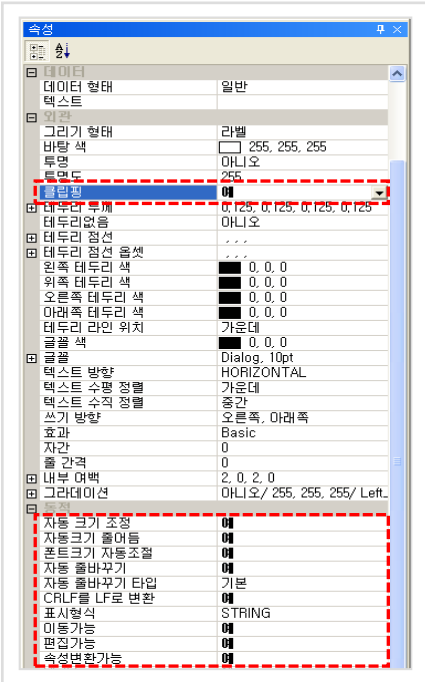 속성
데이터
데이터 형태 일반
텍스트
외관
그리기 형태 라벨
바탕 색 255, 255, 255
투명 아니오
투명도 255
클립핑 예
테두리 두께 0,125, 0,125, 0,125, 0,125
테두리없음 아니오
테두리 점선 , , ,
테두리 점선 옵셋 , , ,
왼쪽 테두리 색 0, 0, 0
위쪽 테두리 색 0, 0, 0
오른쪽 테두리 색 0, 0, 0
아래쪽 테두리 색 0, 0, 0
테두리 라인 위치 가운데
글꼴 색 0, 0, 0
글꼴 Dialog, 10pt
텍스트 방향 HORIZONTAL
텍스트 수평 정렬 가운데
텍스트 수직 정렬 중간
쓰기 방향 오른쪽, 아래쪽
효과 Basic
자간 0
줄 간격 0
내부 여백 2, 0, 2, 0
그라데이션 아니오/ 255, 255, 255/ Left_
동적
자동 크기 조정 예
자동크기 줄어듬 예
폰트크기 자동조절 예
자동 줄바꾸기 예
자동 줄바꾸기 타입 기본
CRLF를 LF로 변환 예
표시형식 STRING
이동가능 예
편집가능 예
속성변환가능 예